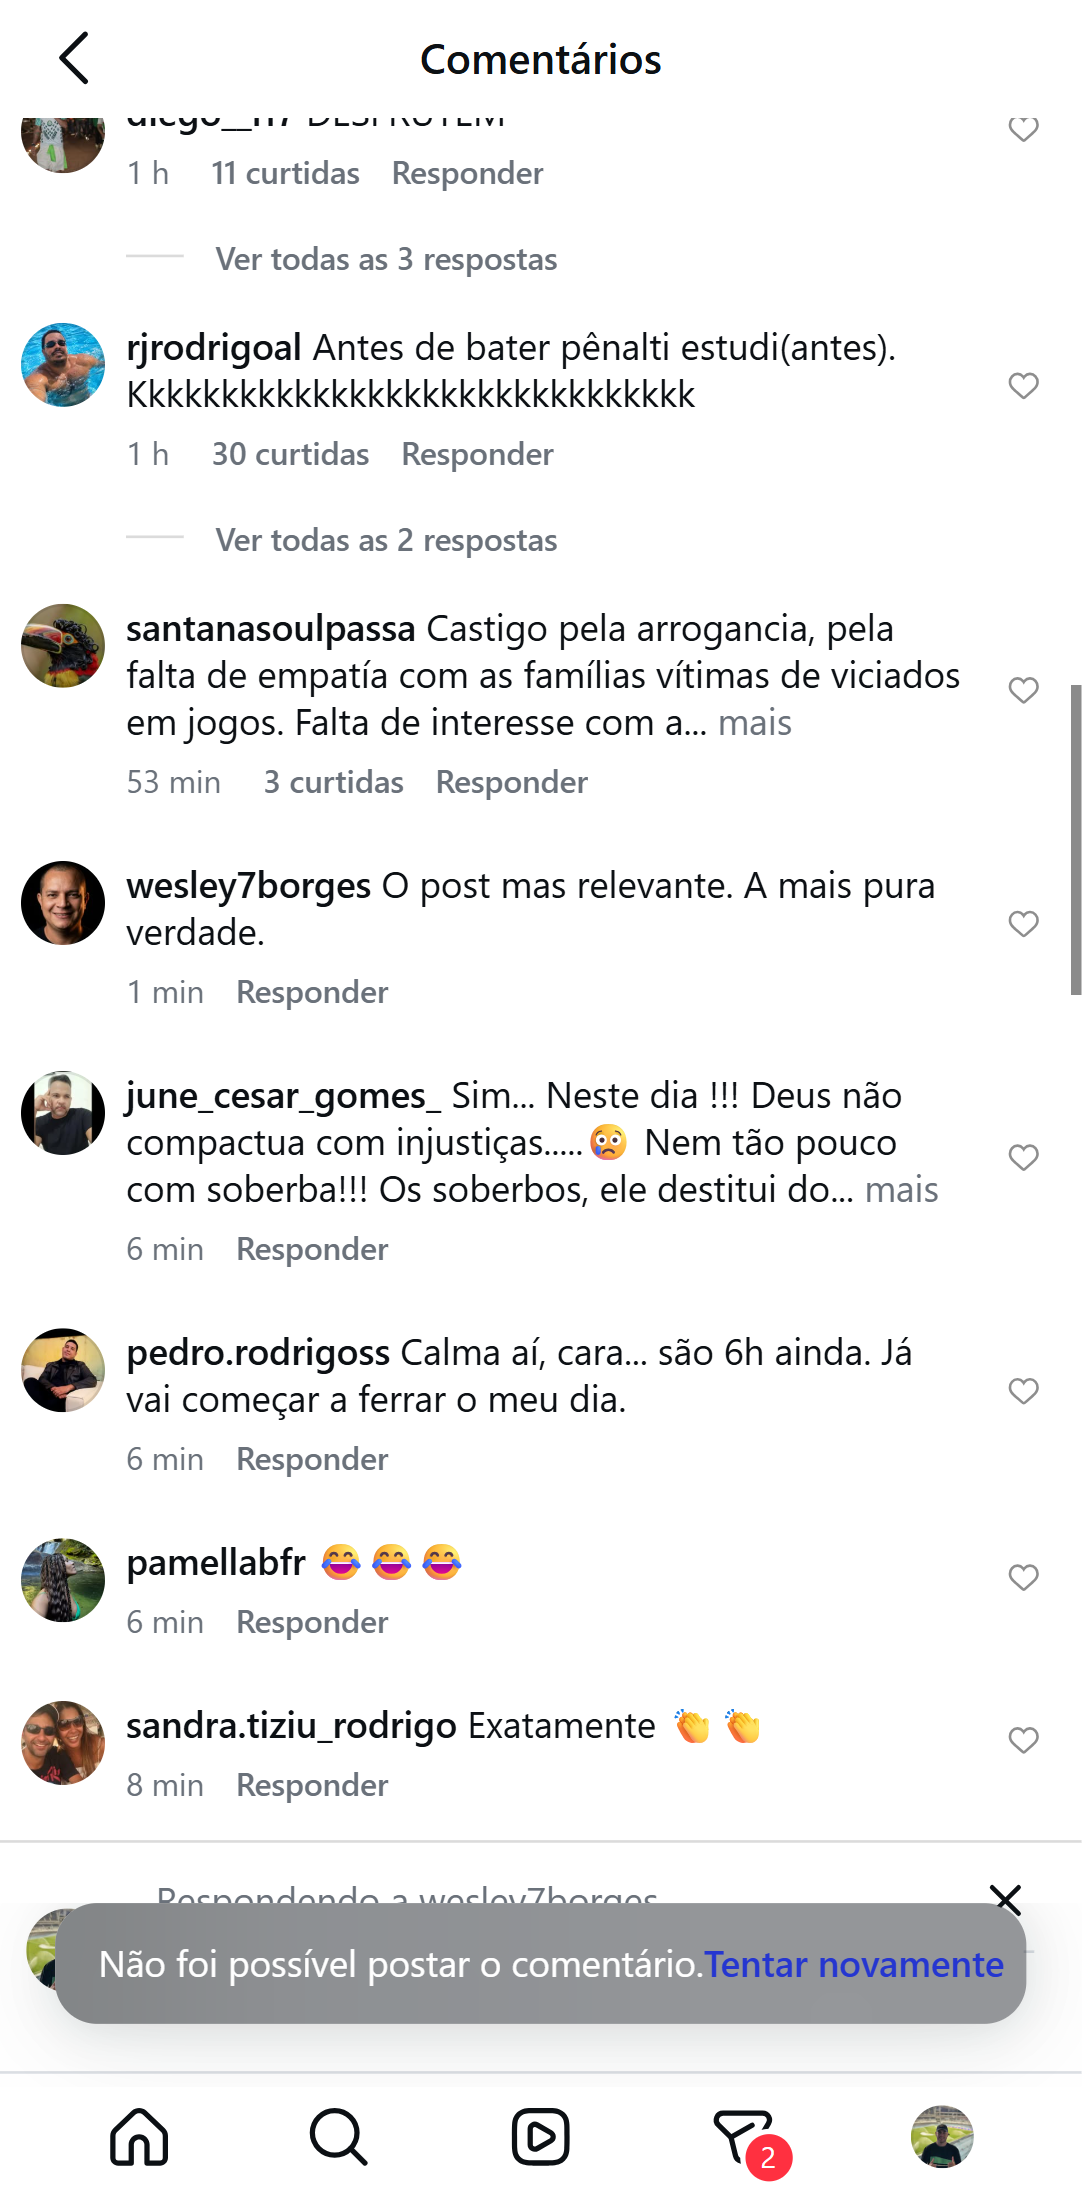 Comentários
1 h 11 curtidas Responder
Ver todas as 3 respostas
rjrodrigoal Antes de bater pênalti estudi(antes).
Kkkkkkkkkkkkkkkkkkkkkkkkkkkkkkk
1 h 30 curtidas Responder
Ver todas as 2 respostas
santanasoulpassa Castigo pela arrogancia, pela
falta de empatía com as famílias vítimas de viciados
em jogos. Falta de interesse com a... mais
53 min 3 curtidas Responder
wesley7borges O post mas relevante. A mais pura
verdade.
1 min Responder
june_cesar_gomes_ Sim... Neste dia !!! Deus não
compactua com injustiças.....😢 Nem tão pouco
com soberba!!! Os soberbos, ele destitui do... mais
6 min Responder
pedro.rodrigoss Calma aí, cara... são 6h ainda. Já
vai começar a ferrar o meu dia.
6 min Responder
pamellabfr 😂😂😂
6 min Responder
sandra.tiziu_rodrigo Exatamente 👏👏
8 min Responder
Respondendo a wesley7borges
Não foi possível postar o comentário.Tentar novamente
2